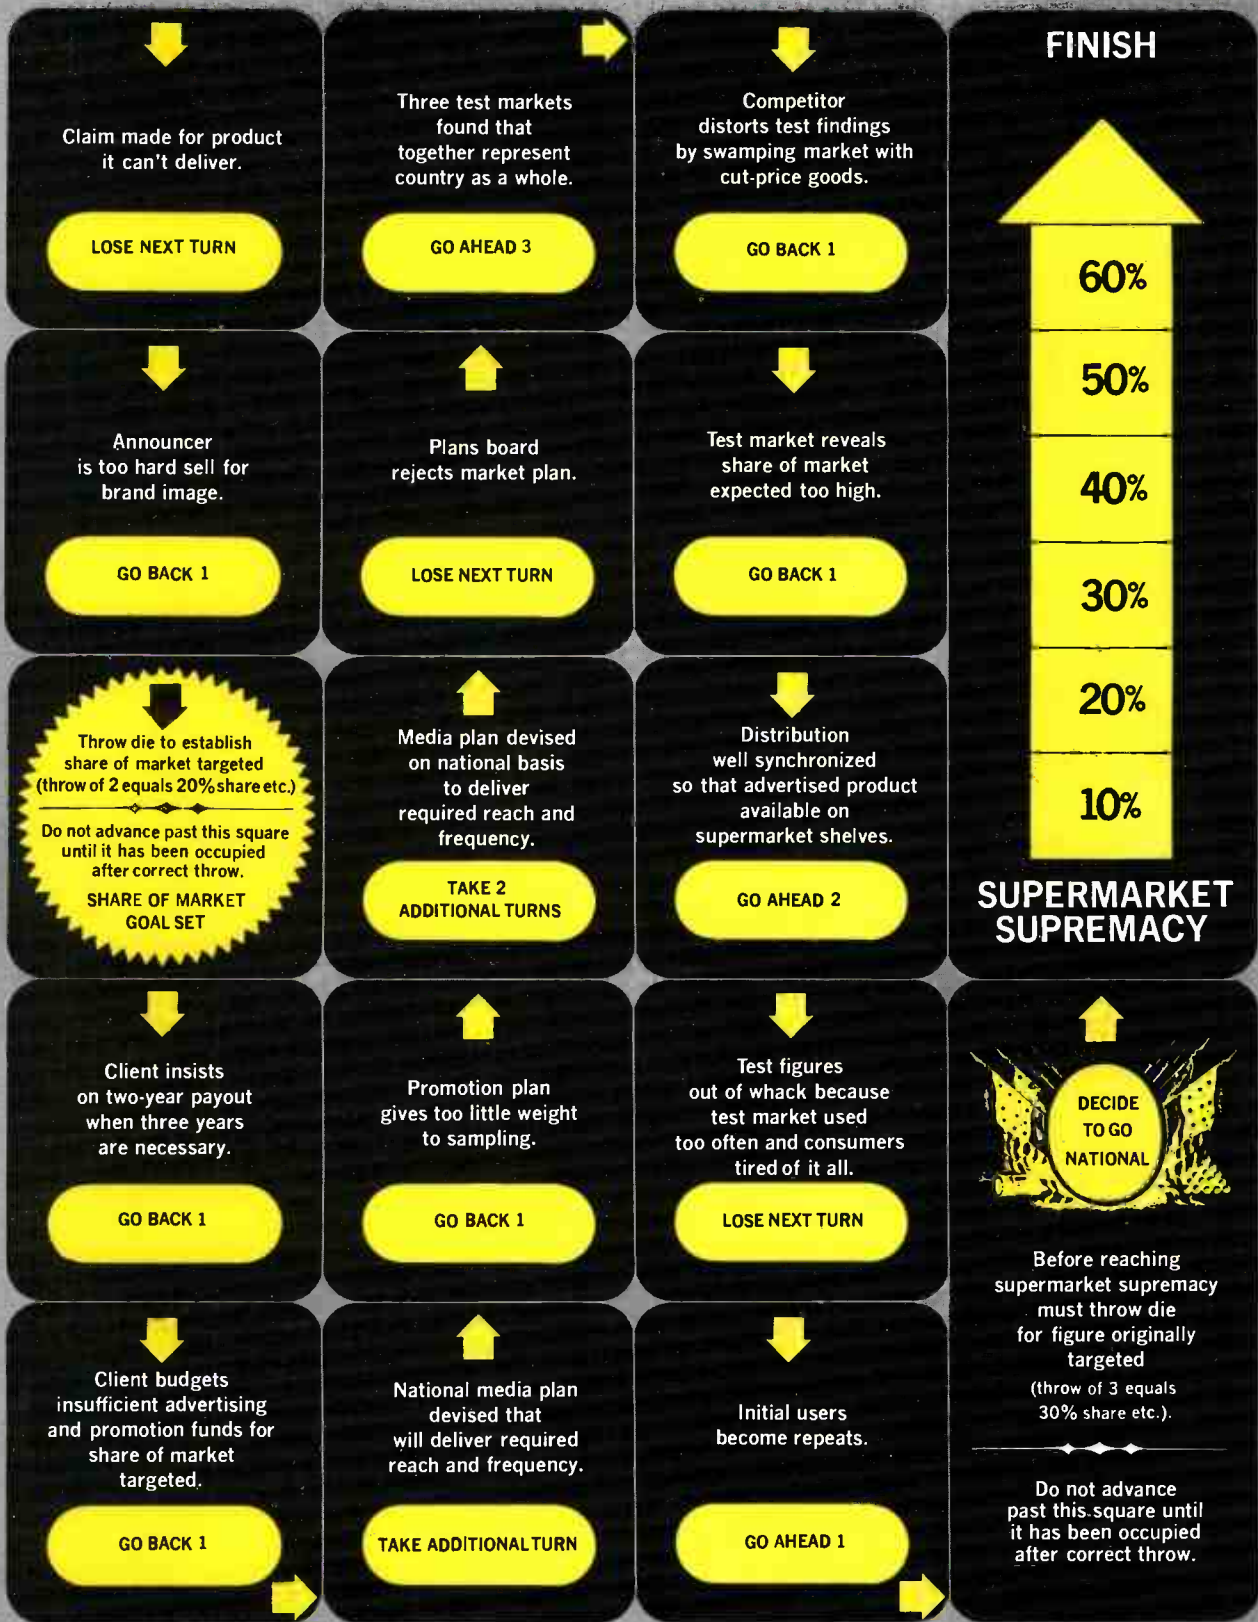 Claim made for product
it can't deliver.
LOSE NEXT TURN
Announcer
is too hard sell for
brand image.
GO BACK 1
Throw die to establish
share of market targeted
(throw of 2 equals 20% share etc.)
Do not advance past this square
until it has been occupied
after correct throw.
SHARE OF MARKET
GOAL SET
Client insists
on two-year payout
when three years
are necessary.
GO BACK 1
Client budgets
insufficient advertising
and promotion funds for
share of market
targeted.
GO BACK 1
National media plan
devised that
will deliver required
reach and frequency.
TAKE ADDITIONAL TURN
Promotion plan
gives too little weight
to sampling.
GO BACK 1
Media plan devised
on national basis
to deliver
required reach and
frequency.
TAKE 2
ADDITIONAL TURNS
Plans board
rejects market plan.
LOSE NEXT TURN
Three test markets
found that
together represent
country as a whole.
GO AHEAD 3
Competitor
distorts test findings
by swamping market with
cut-price goods.
GO BACK 1
Test market reveals
share of market
expected too high.
GO BACK 1
Distribution
well synchronized
so that advertised product
available on
supermarket shelves.
GO AHEAD 2
Test figures
out of whack because
test market used
too often and consumers
tired of it all.
LOSE NEXT TURN
Initial users
become repeats.
GO AHEAD 1
DECIDE
TO GO
NATIONAL
Before reaching
supermarket supremacy
must throw die
for figure originally
targeted
(throw of 3 equals
30% share etc.).
Do not advance
past this square until
it has been occupied
after correct throw.
FINISH
60%
50%
40%
30%
20%
10%
SUPERMARKET
SUPREMACY